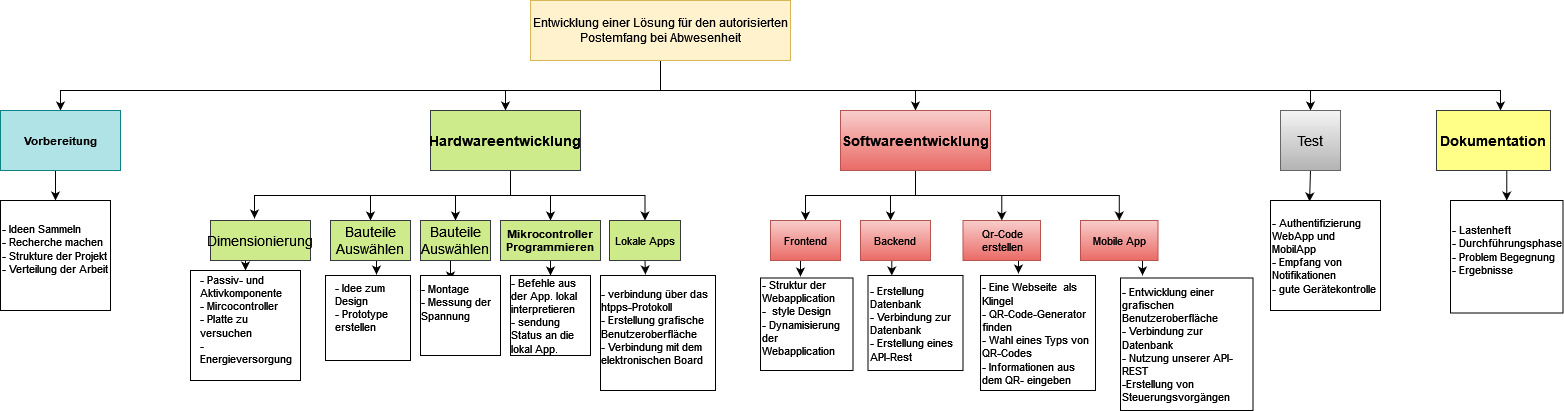 Entwicklung einer Lösung für den autorisierten
Postemfang bei Abwesenheit
Vorbereitung
Hardwareentwicklung
Softwareentwicklung
Test
Dokumentation
- Ideen Sammeln
- Recherche machen
- Strukture der Projekt
- Verteilung der Arbeit
Dimensionierung
Bauteile
Auswählen
Bauteile
Auswählen
Mikrocontroller
Programmieren
Lokale Apps
Frontend
Backend
Qr-Code
erstellen
Mobile App
- Passiv- und
Aktivkomponente
- Mircocontroller
- Platte zu
versuchen
-
Energieversorgung
- Idee zum
Design
- Prototype
erstellen
- Montage
- Messung der
Spannung
- Befehle aus
der App. lokal
interpretieren
- sendung
Status an die
lokal App.
- verbindung über das
htpps-Protokoll
- Erstellung grafische
Benutzeroberfläche
- Verbindung mit dem
elektronischen Board
- Struktur der
Webapplication
- style Design
- Dynamisierung
der
Webapplication
- Erstellung
Datenbank
- Verbindung zur
Datenbank
- Erstellung eines
API-Rest
- Eine Webseite als
Klingel
- QR-Code-Generator
finden
- Wahl eines Typs von
QR-Codes
- Informationen aus
dem QR- eingeben
- Entwicklung einer
grafischen
Benutzeroberfläche
- Verbindung zur
Datenbank
- Nutzung unserer API-
REST
-Erstellung von
Steuerungsvorgängen
- Authentifizierung
WebApp und
MobilApp
- Empfang von
Notifikationen
- gute Gerätekontrolle
- Lastenheft
- Durchführungsphase
- Problem Begegnung
- Ergebnisse